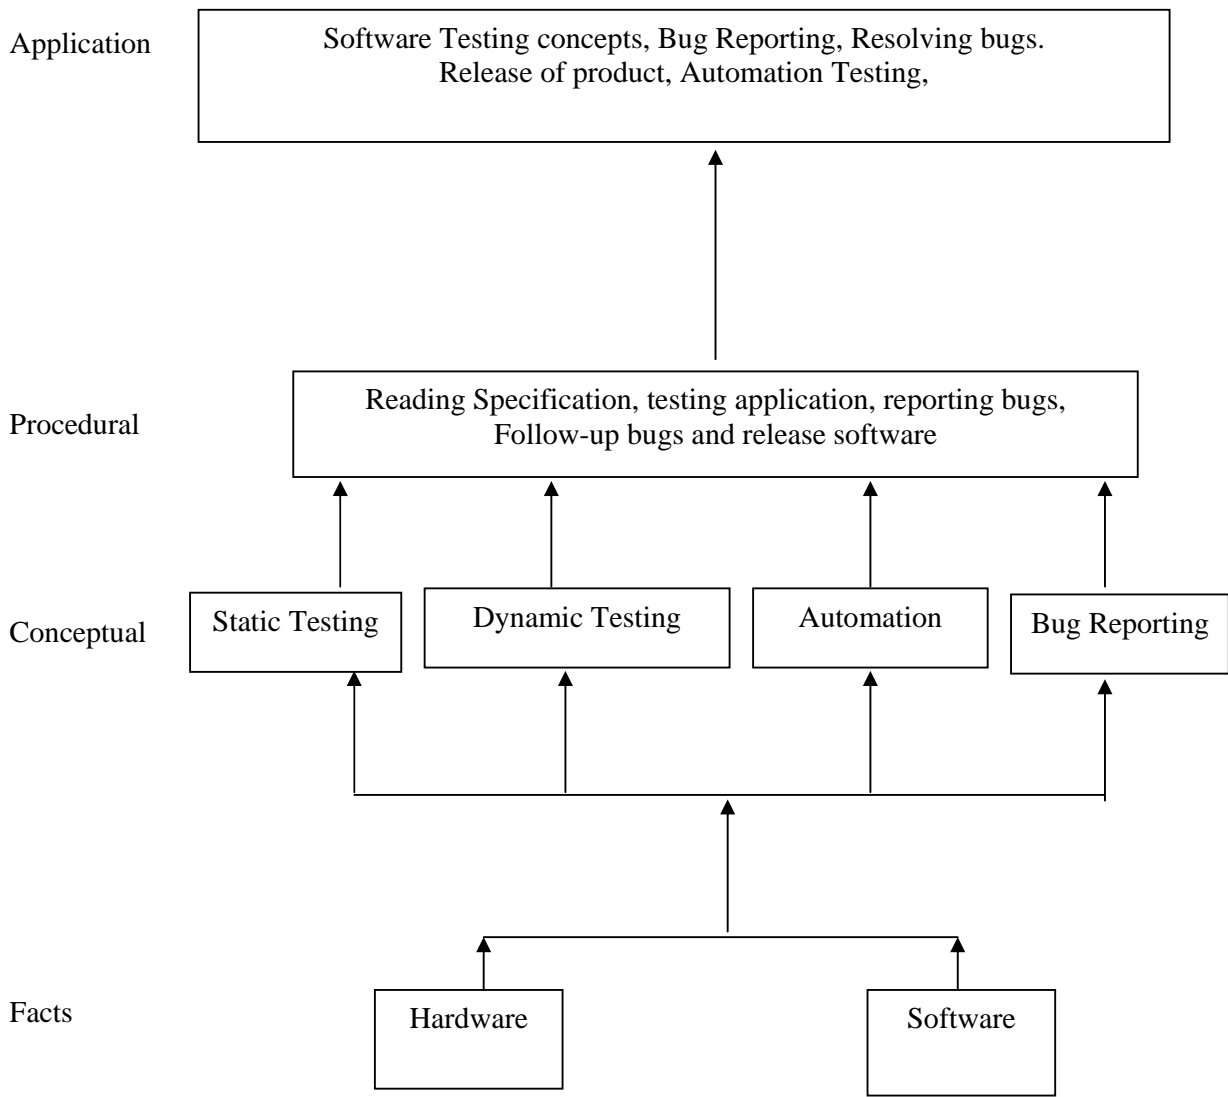 Application
Software Testing concepts, Bug Reporting, Resolving bugs.
Release of product, Automation Testing,
Procedural
Reading Specification, testing application, reporting bugs,
Follow-up bugs and release software
Conceptual
Static Testing
Dynamic Testing
Automation
Bug Reporting
Facts
Hardware
Software